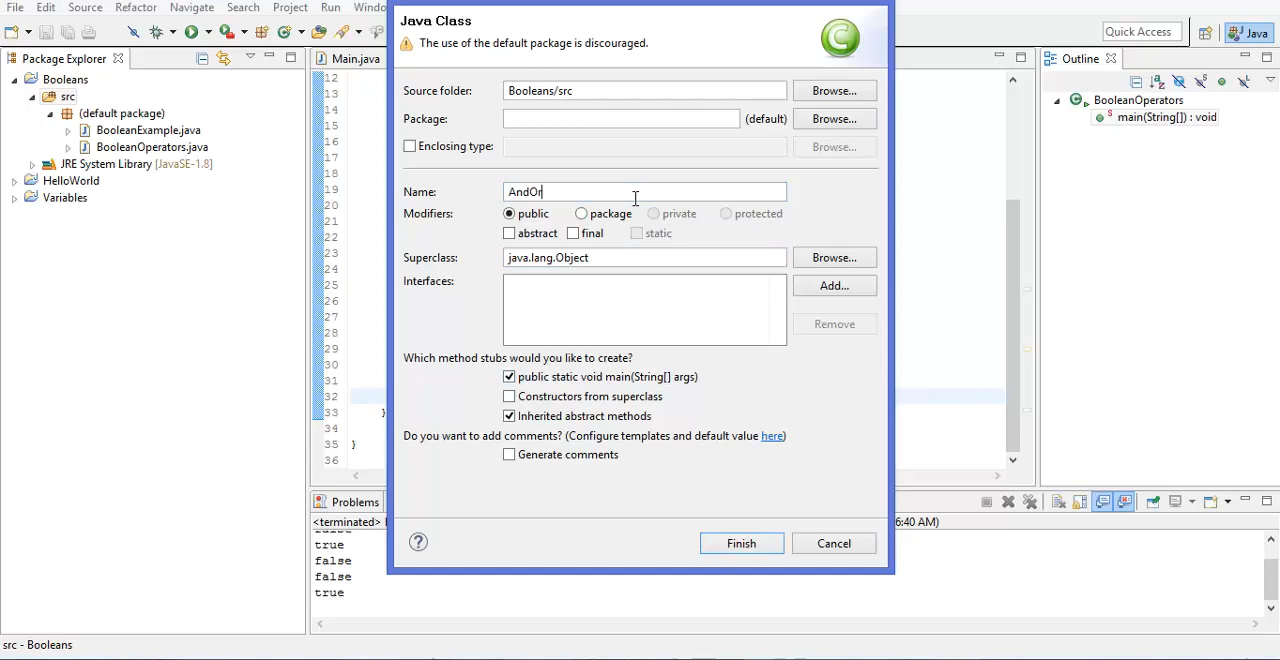 File Edit Source Refactor Navigate Search Project Run Windo
Java Class
The use of the default package is discouraged.
Quick Access
Java
Package Explorer
Main.java
Outline
Booleans
src
(default package)
BooleanExample.java
BooleanOperators.java
JRE System Library [JavaSE-1.8]
HelloWorld
Variables
12
13
14
15
16
17
18
19
20
21
22
23
24
25
26
27
28
29
30
31
32
33 }
34
35 }
36
Source folder: Booleans/src Browse...
Package: (default) Browse...
Enclosing type: Browse...
Name: AndOr
Modifiers: public package private protected
abstract final static
Superclass: java.lang.Object Browse...
Interfaces: Add...
Remove
Which method stubs would you like to create?
public static void main(String[] args)
Constructors from superclass
Inherited abstract methods
Do you want to add comments? (Configure templates and default value here)
Generate comments
Finish Cancel
BooleanOperators
main(String[]) : void
Problems
<terminated> 6:40 AM)
true
false
false
true
src - Booleans